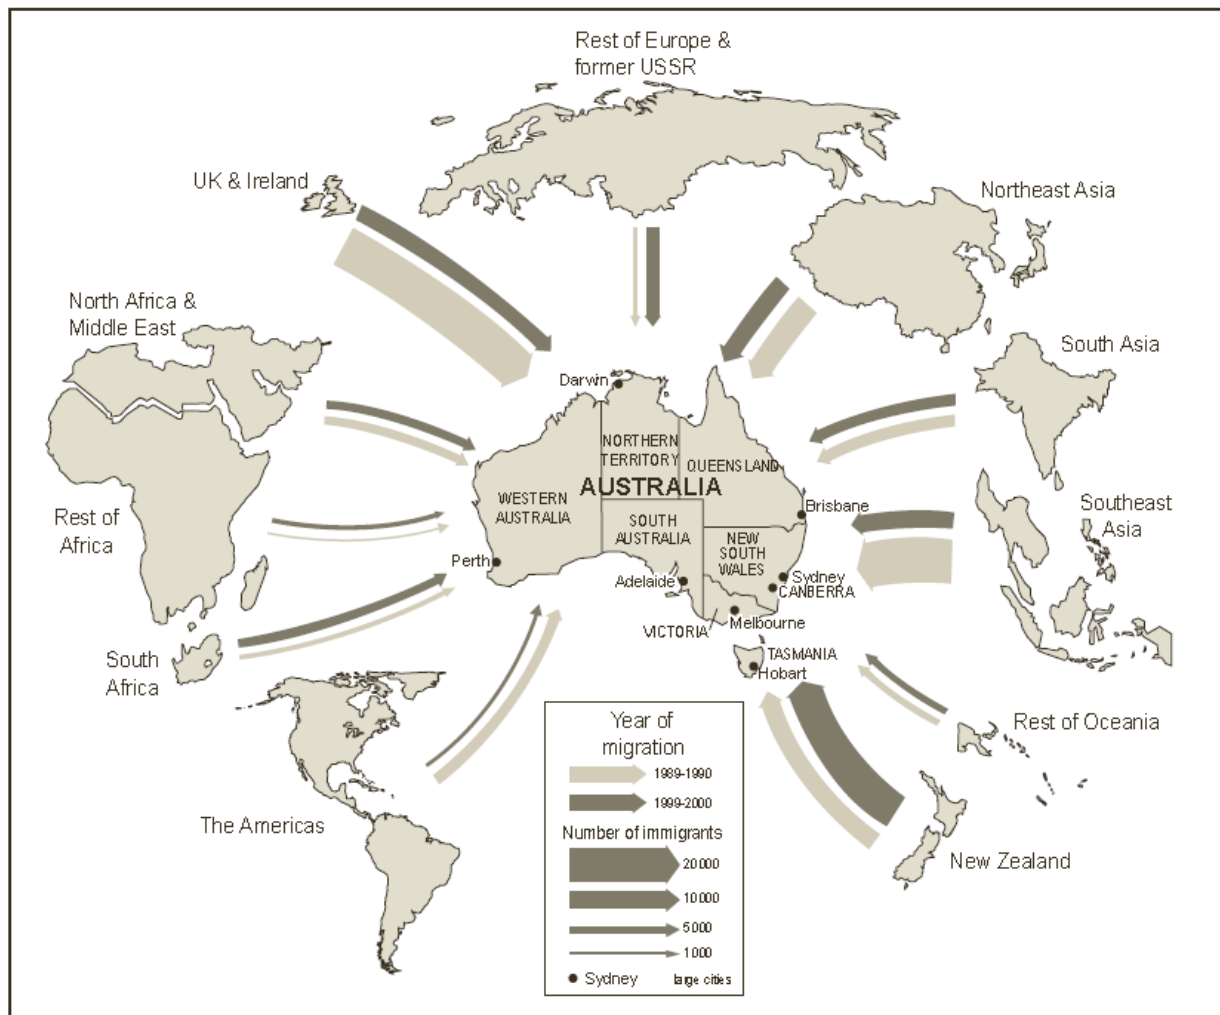 Rest of Europe &
former USSR
UK & Ireland
Northeast Asia
North Africa &
Middle East
South Asia
Darwin
NORTHERN
TERRITORY
QUEENSLAND
AUSTRALIA
WESTERN
AUSTRALIA
SOUTH
AUSTRALIA
NEW
SOUTH
WALES
Brisbane
Southeast
Asia
Rest of
Africa
Perth
Adelaide
Sydney
CANBERRA
Melbourne
VICTORIA
TASMANIA
Hobart
South
Africa
Rest of Oceania
The Americas
New Zealand
Year of
migration
1989-1990
1999-2000
Number of immigrants
20000
10000
5000
1000
Sydney large cities